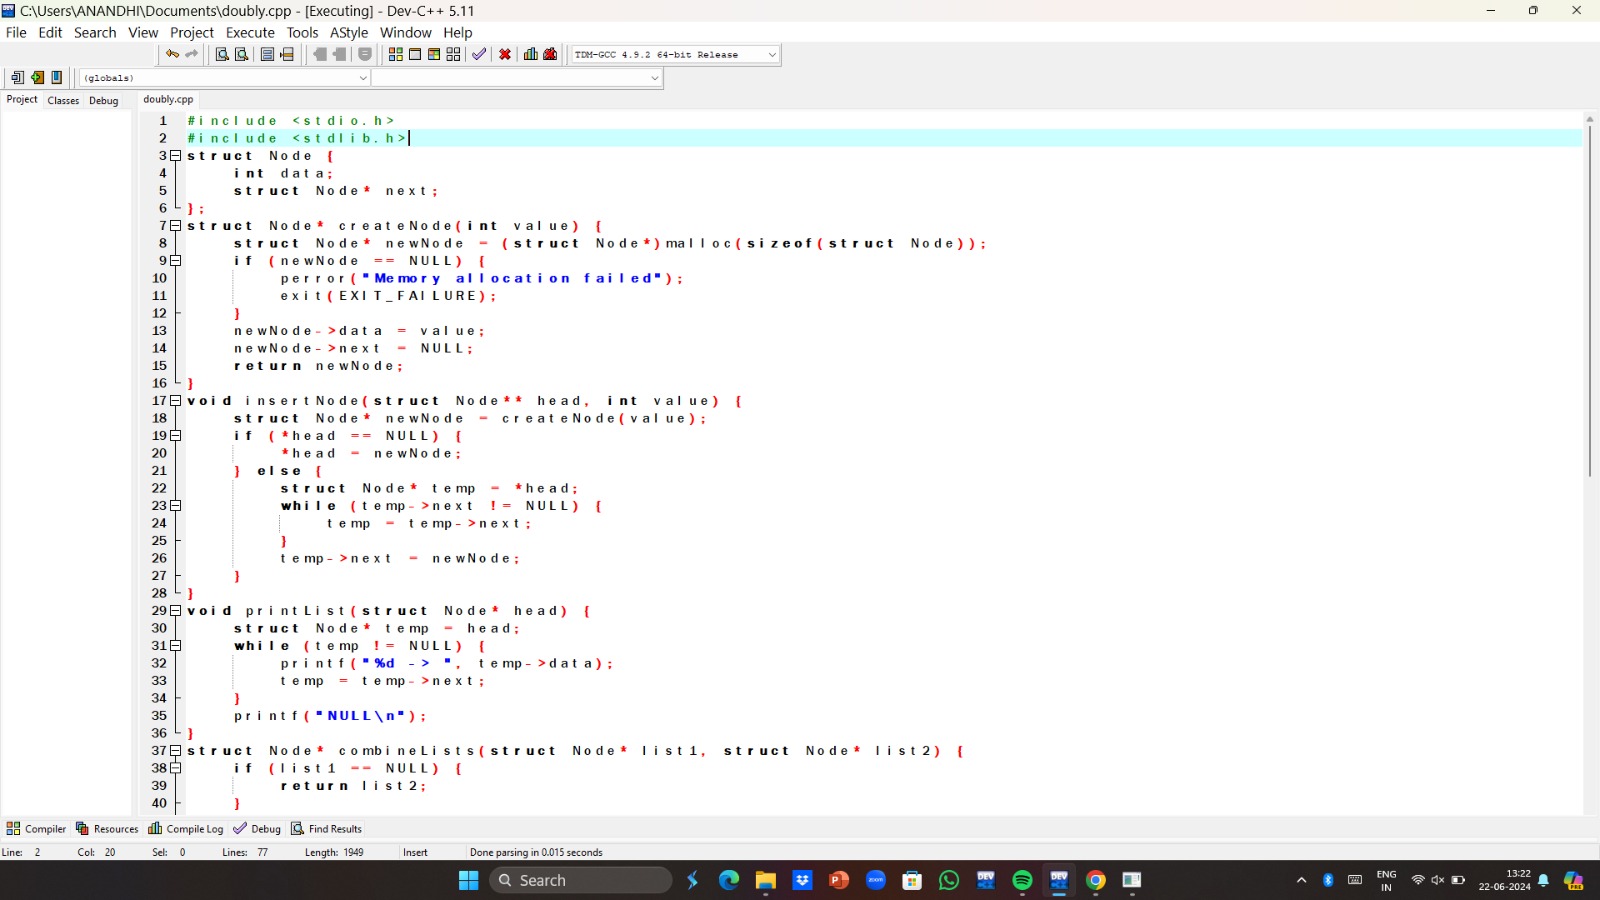 C:\Users\ANANDHI\Documents\doubly.cpp - [Executing] - Dev-C++ 5.11
File Edit Search View Project Execute Tools AStyle Window Help
TDM-GCC 4.9.2 64-bit Release
(globals)
Project Classes Debug doubly.cpp
1 #include <stdio.h>
2 #include <stdlib.h>
3 struct Node {
4 int data;
5 struct Node* next;
6 };
7 struct Node* createNode(int value) {
8 struct Node* newNode = (struct Node*)malloc(sizeof(struct Node));
9 if (newNode == NULL) {
10 perror("Memory allocation failed");
11 exit(EXIT_FAILURE);
12 }
13 newNode->data = value;
14 newNode->next = NULL;
15 return newNode;
16 }
17 void insertNode(struct Node** head, int value) {
18 struct Node* newNode = createNode(value);
19 if (*head == NULL) {
20 *head = newNode;
21 } else {
22 struct Node* temp = *head;
23 while (temp->next != NULL) {
24 temp = temp->next;
25 }
26 temp->next = newNode;
27 }
28 }
29 void printList(struct Node* head) {
30 struct Node* temp = head;
31 while (temp != NULL) {
32 printf("%d -> ", temp->data);
33 temp = temp->next;
34 }
35 printf("NULL\n");
36 }
37 struct Node* combineLists(struct Node* list1, struct Node* list2) {
38 if (list1 == NULL) {
39 return list2;
40 }
Compiler Resources Compile Log Debug Find Results
Line: 2 Col: 20 Sel: 0 Lines: 77 Length: 1949 Insert Done parsing in 0.015 seconds
Search
ENG
IN
13:22
22-06-2024